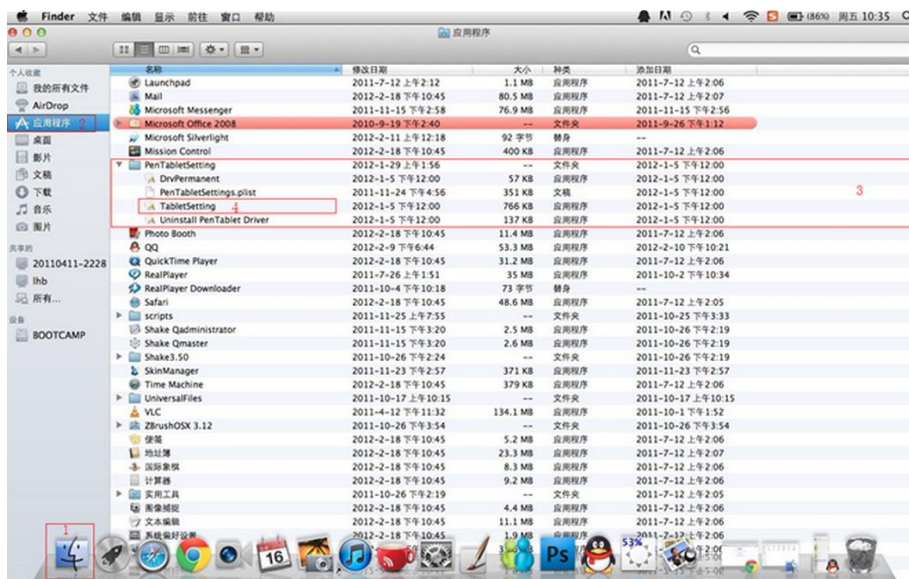 Finder 文件 编辑 显示 前往 窗口 帮助 (86%) 周五 10:35
应用程序
名称 修改日期 大小 种类 添加日期
个人收藏
我的所有文件
AirDrop
应用程序 2
桌面
影片
文稿
下载
音乐
图片
共享的
20110411-2228
lhb
所有...
设备
BOOTCAMP
Launchpad 2011-7-12 上午2:12 1.1 MB 应用程序 2011-7-12 上午2:06
Mail 2012-2-18 下午10:45 80.5 MB 应用程序 2011-7-12 上午2:07
Microsoft Messenger 2011-11-15 下午2:58 76.9 MB 应用程序 2011-11-15 下午2:56
Microsoft Office 2008 2010-9-19 下午2:40 -- 文件夹 2011-9-26 下午1:12
Microsoft Silverlight 2012-2-11 上午12:18 92 字节 替身 --
Mission Control 2012-2-18 下午10:45 400 KB 应用程序 2011-7-12 上午2:06
PenTabletSetting 2012-1-29 上午1:56 -- 文件夹 2012-1-5 下午12:00
DrvPermanent 2012-1-5 下午12:00 57 KB 应用程序 2012-1-5 下午12:00
PenTabletSettings.plist 2011-11-24 下午4:56 351 KB 文稿 2012-1-5 下午12:00 3
TabletSetting 4 2012-1-5 下午12:00 766 KB 应用程序 2012-1-5 下午12:00
Uninstall PenTablet Driver 2012-1-5 下午12:00 137 KB 应用程序 2012-1-5 下午12:00
Photo Booth 2012-2-18 下午10:45 11.4 MB 应用程序 2011-7-12 上午2:06
QQ 2012-2-9 下午6:44 53.3 MB 应用程序 2012-2-10 下午10:21
QuickTime Player 2012-2-18 下午10:45 31.2 MB 应用程序 2011-7-12 上午2:06
RealPlayer 2011-7-26 上午1:51 35 MB 应用程序 2011-10-2 下午10:34
RealPlayer Downloader 2011-10-4 下午10:18 73 字节 替身 --
Safari 2012-2-18 下午10:45 48.6 MB 应用程序 2011-7-12 上午2:05
scripts 2011-11-25 上午7:55 -- 文件夹 2011-10-25 下午3:33
Shake Qadministrator 2011-11-15 下午3:20 2.5 MB 应用程序 2011-10-26 下午2:19
Shake Qmaster 2011-11-15 下午3:20 2.6 MB 应用程序 2011-10-26 下午2:19
Shake3.50 2011-10-26 下午2:24 -- 文件夹 2011-10-26 下午2:19
SkinManager 2011-11-23 下午2:57 371 KB 应用程序 2011-11-23 下午2:57
Time Machine 2012-2-18 下午10:45 379 KB 应用程序 2011-7-12 上午2:06
UniversalFiles 2011-10-17 上午10:15 -- 文件夹 2011-10-17 上午10:15
VLC 2011-4-12 下午11:32 134.1 MB 应用程序 2011-10-1 下午1:52
ZBrushOSX 3.12 2011-10-26 下午3:54 -- 文件夹 2011-10-26 下午3:54
便笺 2012-2-18 下午10:45 5.2 MB 应用程序 2011-7-12 上午2:06
地址簿 2012-2-18 下午10:45 23.3 MB 应用程序 2011-7-12 上午2:07
国际象棋 2012-2-18 下午10:45 8.3 MB 应用程序 2011-7-12 上午2:06
计算器 2012-2-18 下午10:45 9.2 MB 应用程序 2011-7-12 上午2:06
实用工具 2011-10-26 下午2:19 -- 文件夹 2011-7-12 上午2:05
图像捕捉 2012-2-18 下午10:45 4.4 MB 应用程序 2011-7-12 上午2:06
文本编辑 2012-2-18 下午10:45 11.1 MB 应用程序 2011-7-12 上午2:06
系统偏好设置 2012-2-18 下午10:45 1.9 MB 应用程序 2011-7-12 上午2:06
1
16
Ps
53%